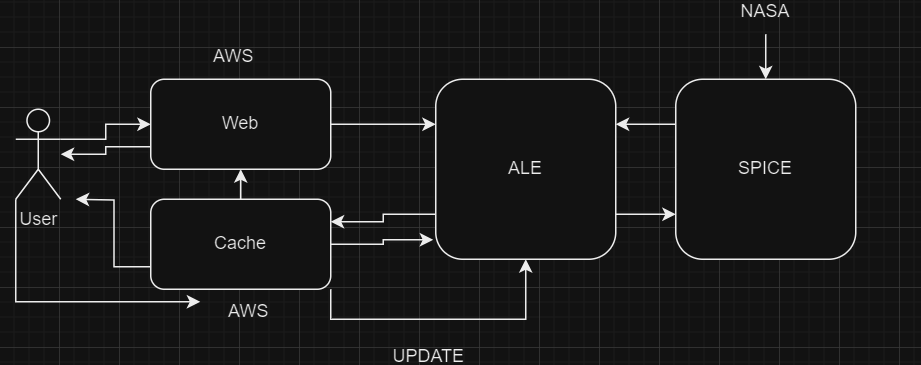 NASA
AWS
Web
ALE
SPICE
User
Cache
AWS
UPDATE